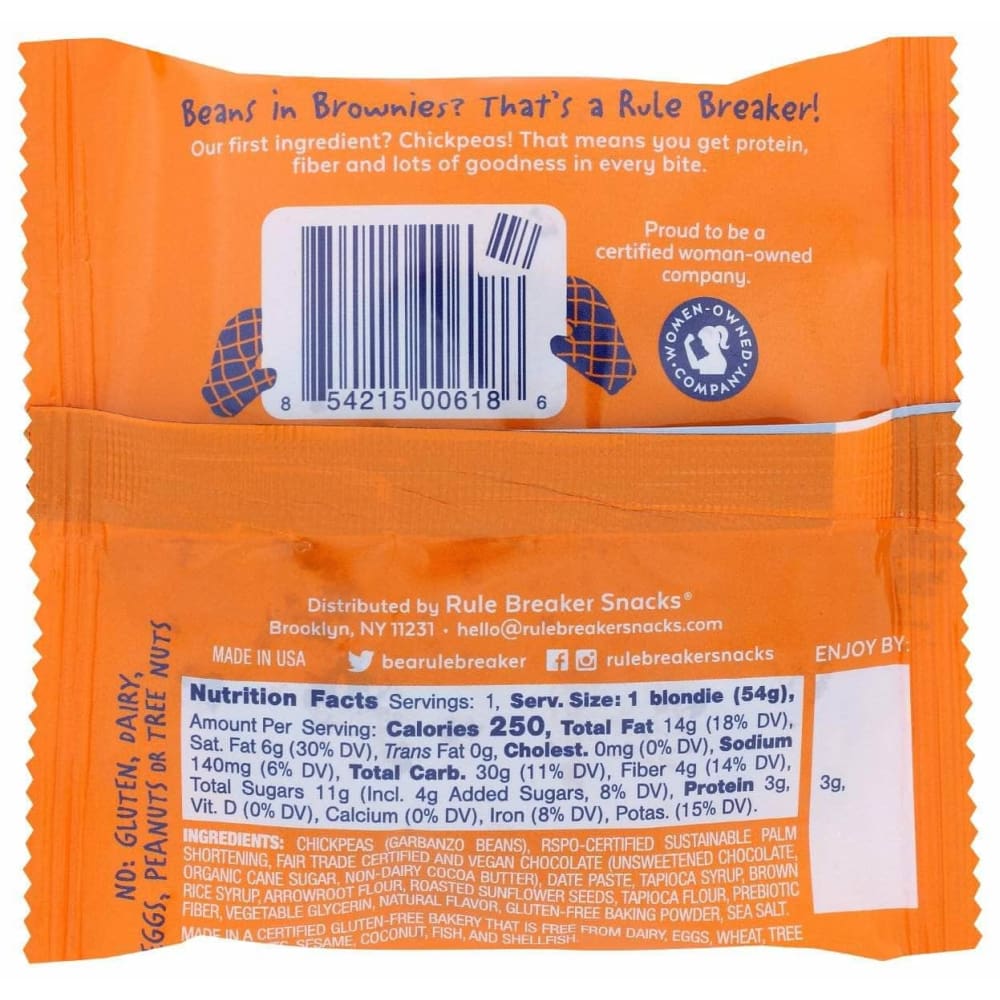 Beans in Brownies? That's a Rule Breaker!
Our first ingredient? Chickpeas! That means you get protein,
fiber and lots of goodness in every bite.
Proud to be a
certified woman-owned
company.
WOMEN-OWNED
COMPANY
8 54215 00618 6
Distributed by Rule Breaker Snacks®
Brooklyn, NY 11231 • hello@rulebreakersnacks.com
MADE IN USA bearulebreaker rulebreakersnacks
ENJOY BY:
NO: GLUTEN, DAIRY,
EGGS, PEANUTS OR TREE NUTS
Nutrition Facts Servings: 1, Serv. Size: 1 blondie (54g),
Amount Per Serving: Calories 250, Total Fat 14g (18% DV),
Sat. Fat 6g (30% DV), Trans Fat 0g, Cholest. 0mg (0% DV), Sodium
140mg (6% DV), Total Carb. 30g (11% DV), Fiber 4g (14% DV),
Total Sugars 11g (Incl. 4g Added Sugars, 8% DV), Protein 3g,
Vit. D (0% DV), Calcium (0% DV), Iron (8% DV), Potas. (15% DV).
3g,
INGREDIENTS: CHICKPEAS (GARBANZO BEANS), RSPO-CERTIFIED SUSTAINABLE PALM
SHORTENING, FAIR TRADE CERTIFIED AND VEGAN CHOCOLATE (UNSWEETENED CHOCOLATE,
ORGANIC CANE SUGAR, NON-DAIRY COCOA BUTTER), DATE PASTE, TAPIOCA SYRUP, BROWN
RICE SYRUP, ARROWROOT FLOUR, ROASTED SUNFLOWER SEEDS, TAPIOCA FLOUR, PREBIOTIC
FIBER, VEGETABLE GLYCERIN, NATURAL FLAVOR, GLUTEN-FREE BAKING POWDER, SEA SALT.
MADE IN A CERTIFIED GLUTEN-FREE BAKERY THAT IS FREE FROM DAIRY, EGGS, WHEAT, TREE
SESAME, COCONUT, FISH, AND SHELLFISH.